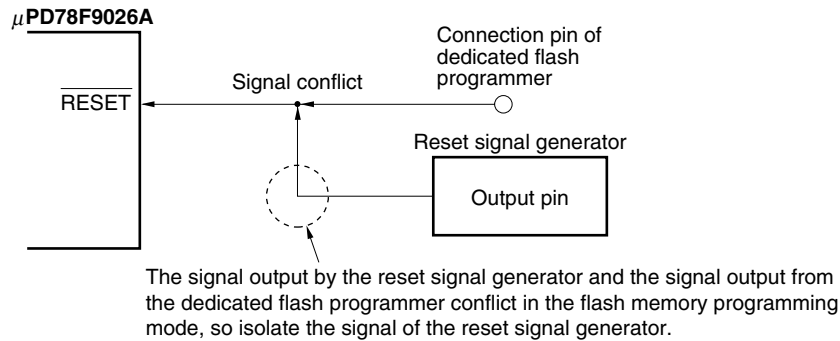 μPD78F9026A
Connection pin of
dedicated flash
programmer
Signal conflict
RESET
Reset signal generator
Output pin
The signal output by the reset signal generator and the signal output from
the dedicated flash programmer conflict in the flash memory programming
mode, so isolate the signal of the reset signal generator.